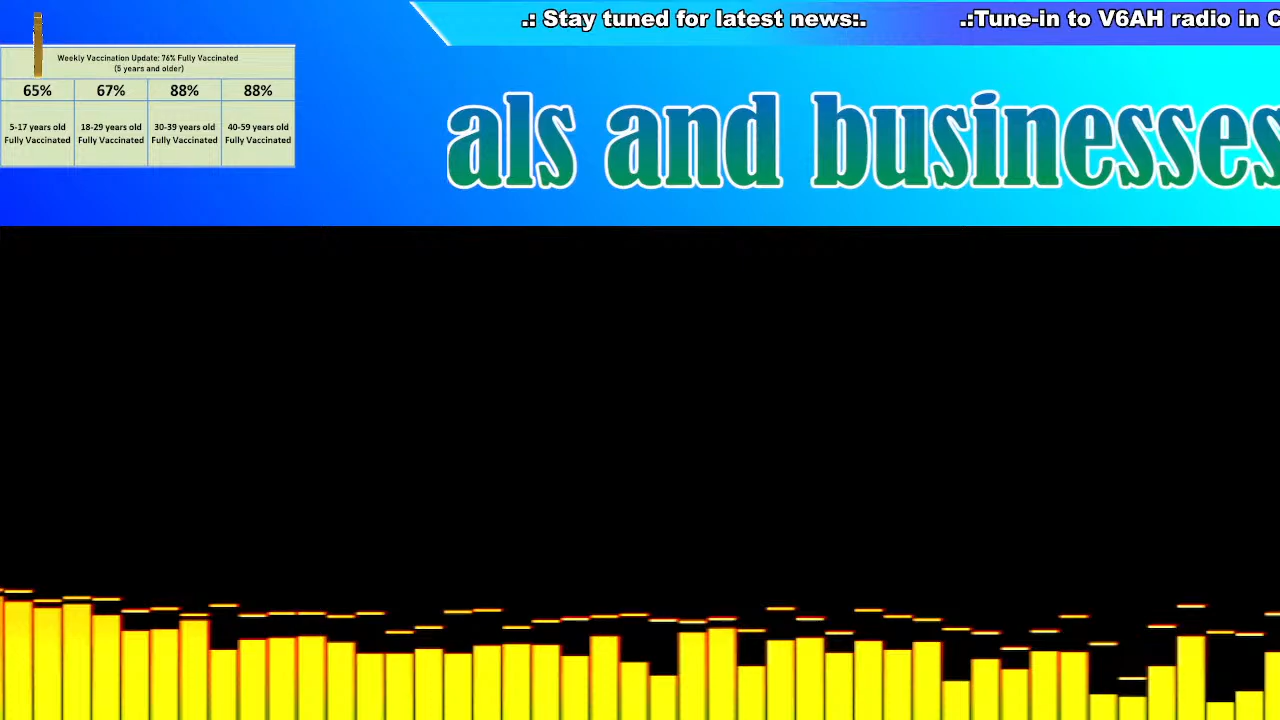 .: Stay tuned for latest news:.
.:Tune-in to V6AH radio in C
Weekly Vaccination Update: 76% Fully Vaccinated
(5 years and older)
65% 67% 88% 88%
5-17 years old 18-29 years old 30-39 years old 40-59 years old
Fully Vaccinated Fully Vaccinated Fully Vaccinated Fully Vaccinated
als and businesses